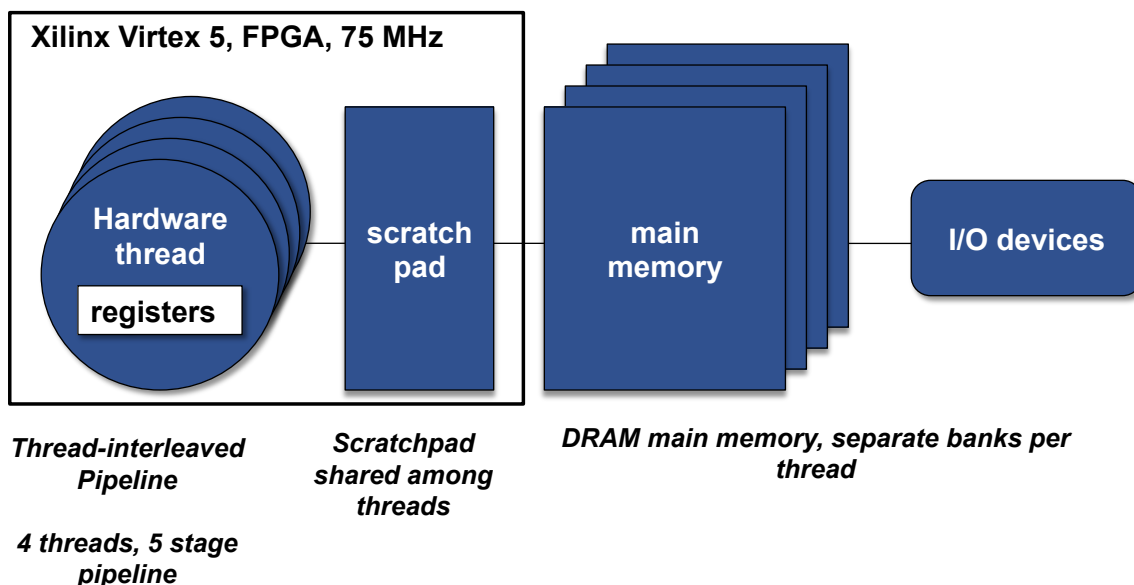 Xilinx Virtex 5, FPGA, 75 MHz
Hardware
thread
registers
scratch
pad
main
memory
I/O devices
Thread-interleaved
Pipeline
4 threads, 5 stage
pipeline
Scratchpad
shared among
threads
DRAM main memory, separate banks per
thread